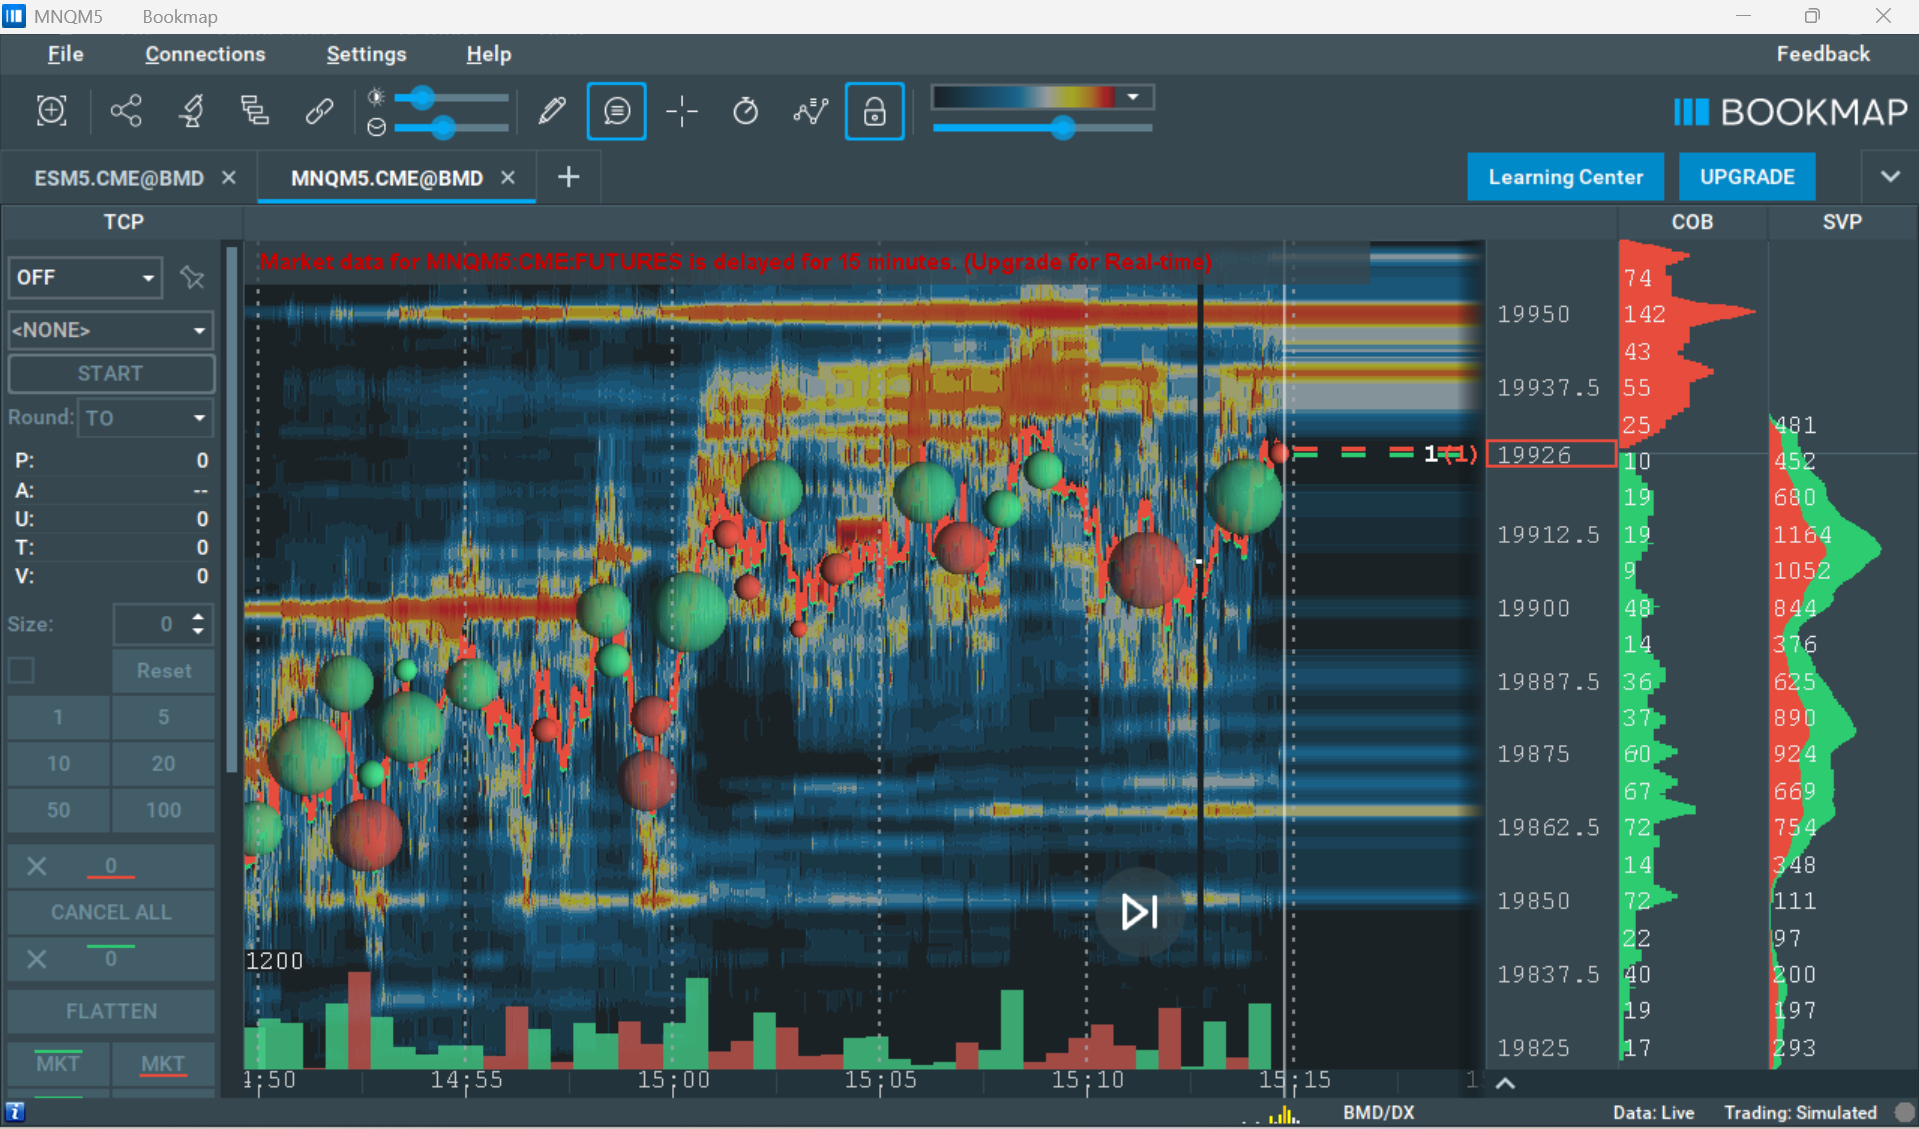 MNQM5 Bookmap
File Connections Settings Help Feedback
BOOKMAP
ESM5.CME@BMD MNQM5.CME@BMD Learning Center UPGRADE
TCP COB SVP
Market data for MNQM5:CME:FUTURES is delayed for 15 minutes. (Upgrade for Real-time)
OFF
<NONE>
START
Round: TO
P: 0
A: --
U: 0
T: 0
V: 0
Size: 0
Reset
1 5
10 20
50 100
0
CANCEL ALL
0
FLATTEN
MKT MKT
1200
1 (1)
19950
19937.5
19926
19912.5
19900
19887.5
19875
19862.5
19850
19837.5
19825
74
142
43
55
25
10
19
19
9
48
14
36
37
60
67
72
14
72
22
40
19
17
481
452
680
1164
1052
844
376
625
890
924
669
754
348
111
97
200
197
293
14:55 15:00 15:05 15:10 15:15
BMD/DX Data: Live Trading: Simulated